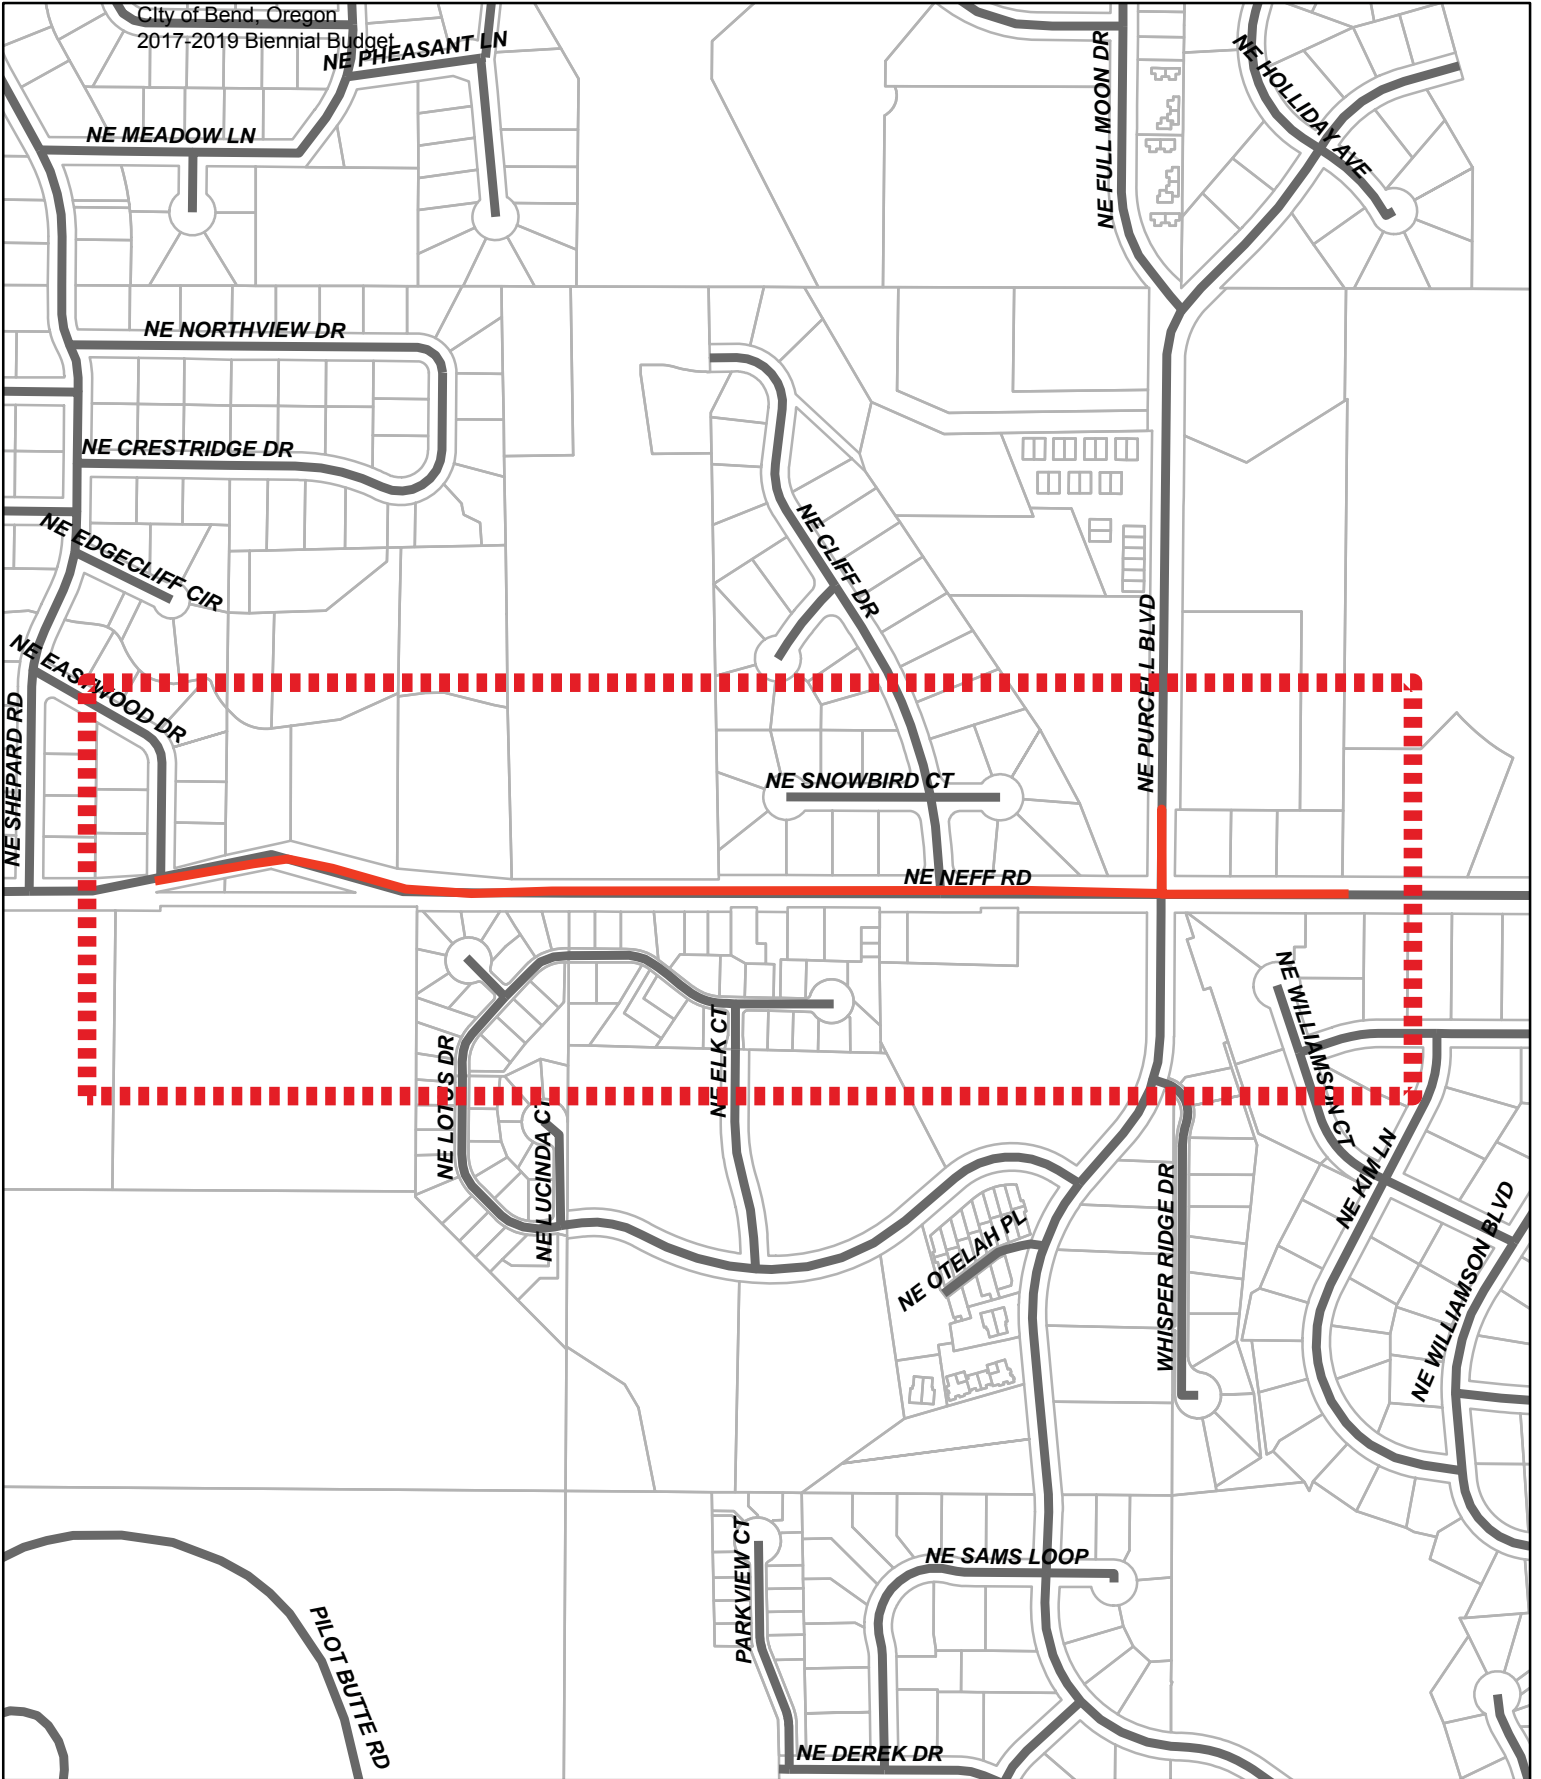 CIty of Bend, Oregon
2017-2019 Biennial Budget
NE PHEASANT LN
NE MEADOW LN
NE FULL MOON DR
NE HOLLIDAY AVE
NE NORTHVIEW DR
NE CRESTRIDGE DR
NE EDGECLIFF CIR
NE CLIFF DR
NE EASTWOOD DR
NE SHEPARD RD
NE PURCELL BLVD
NE SNOWBIRD CT
NE NEFF RD
NE LOTUS DR
NE LUCINDA CT
NE ELK CT
NE WILLIAMSON CT
NE KIM LN
NE OTELAH PL
WHISPER RIDGE DR
NE WILLIAMSON BLVD
NE SAMS LOOP
PARKVIEW CT
PILOT BUTTE RD
NE DEREK DR